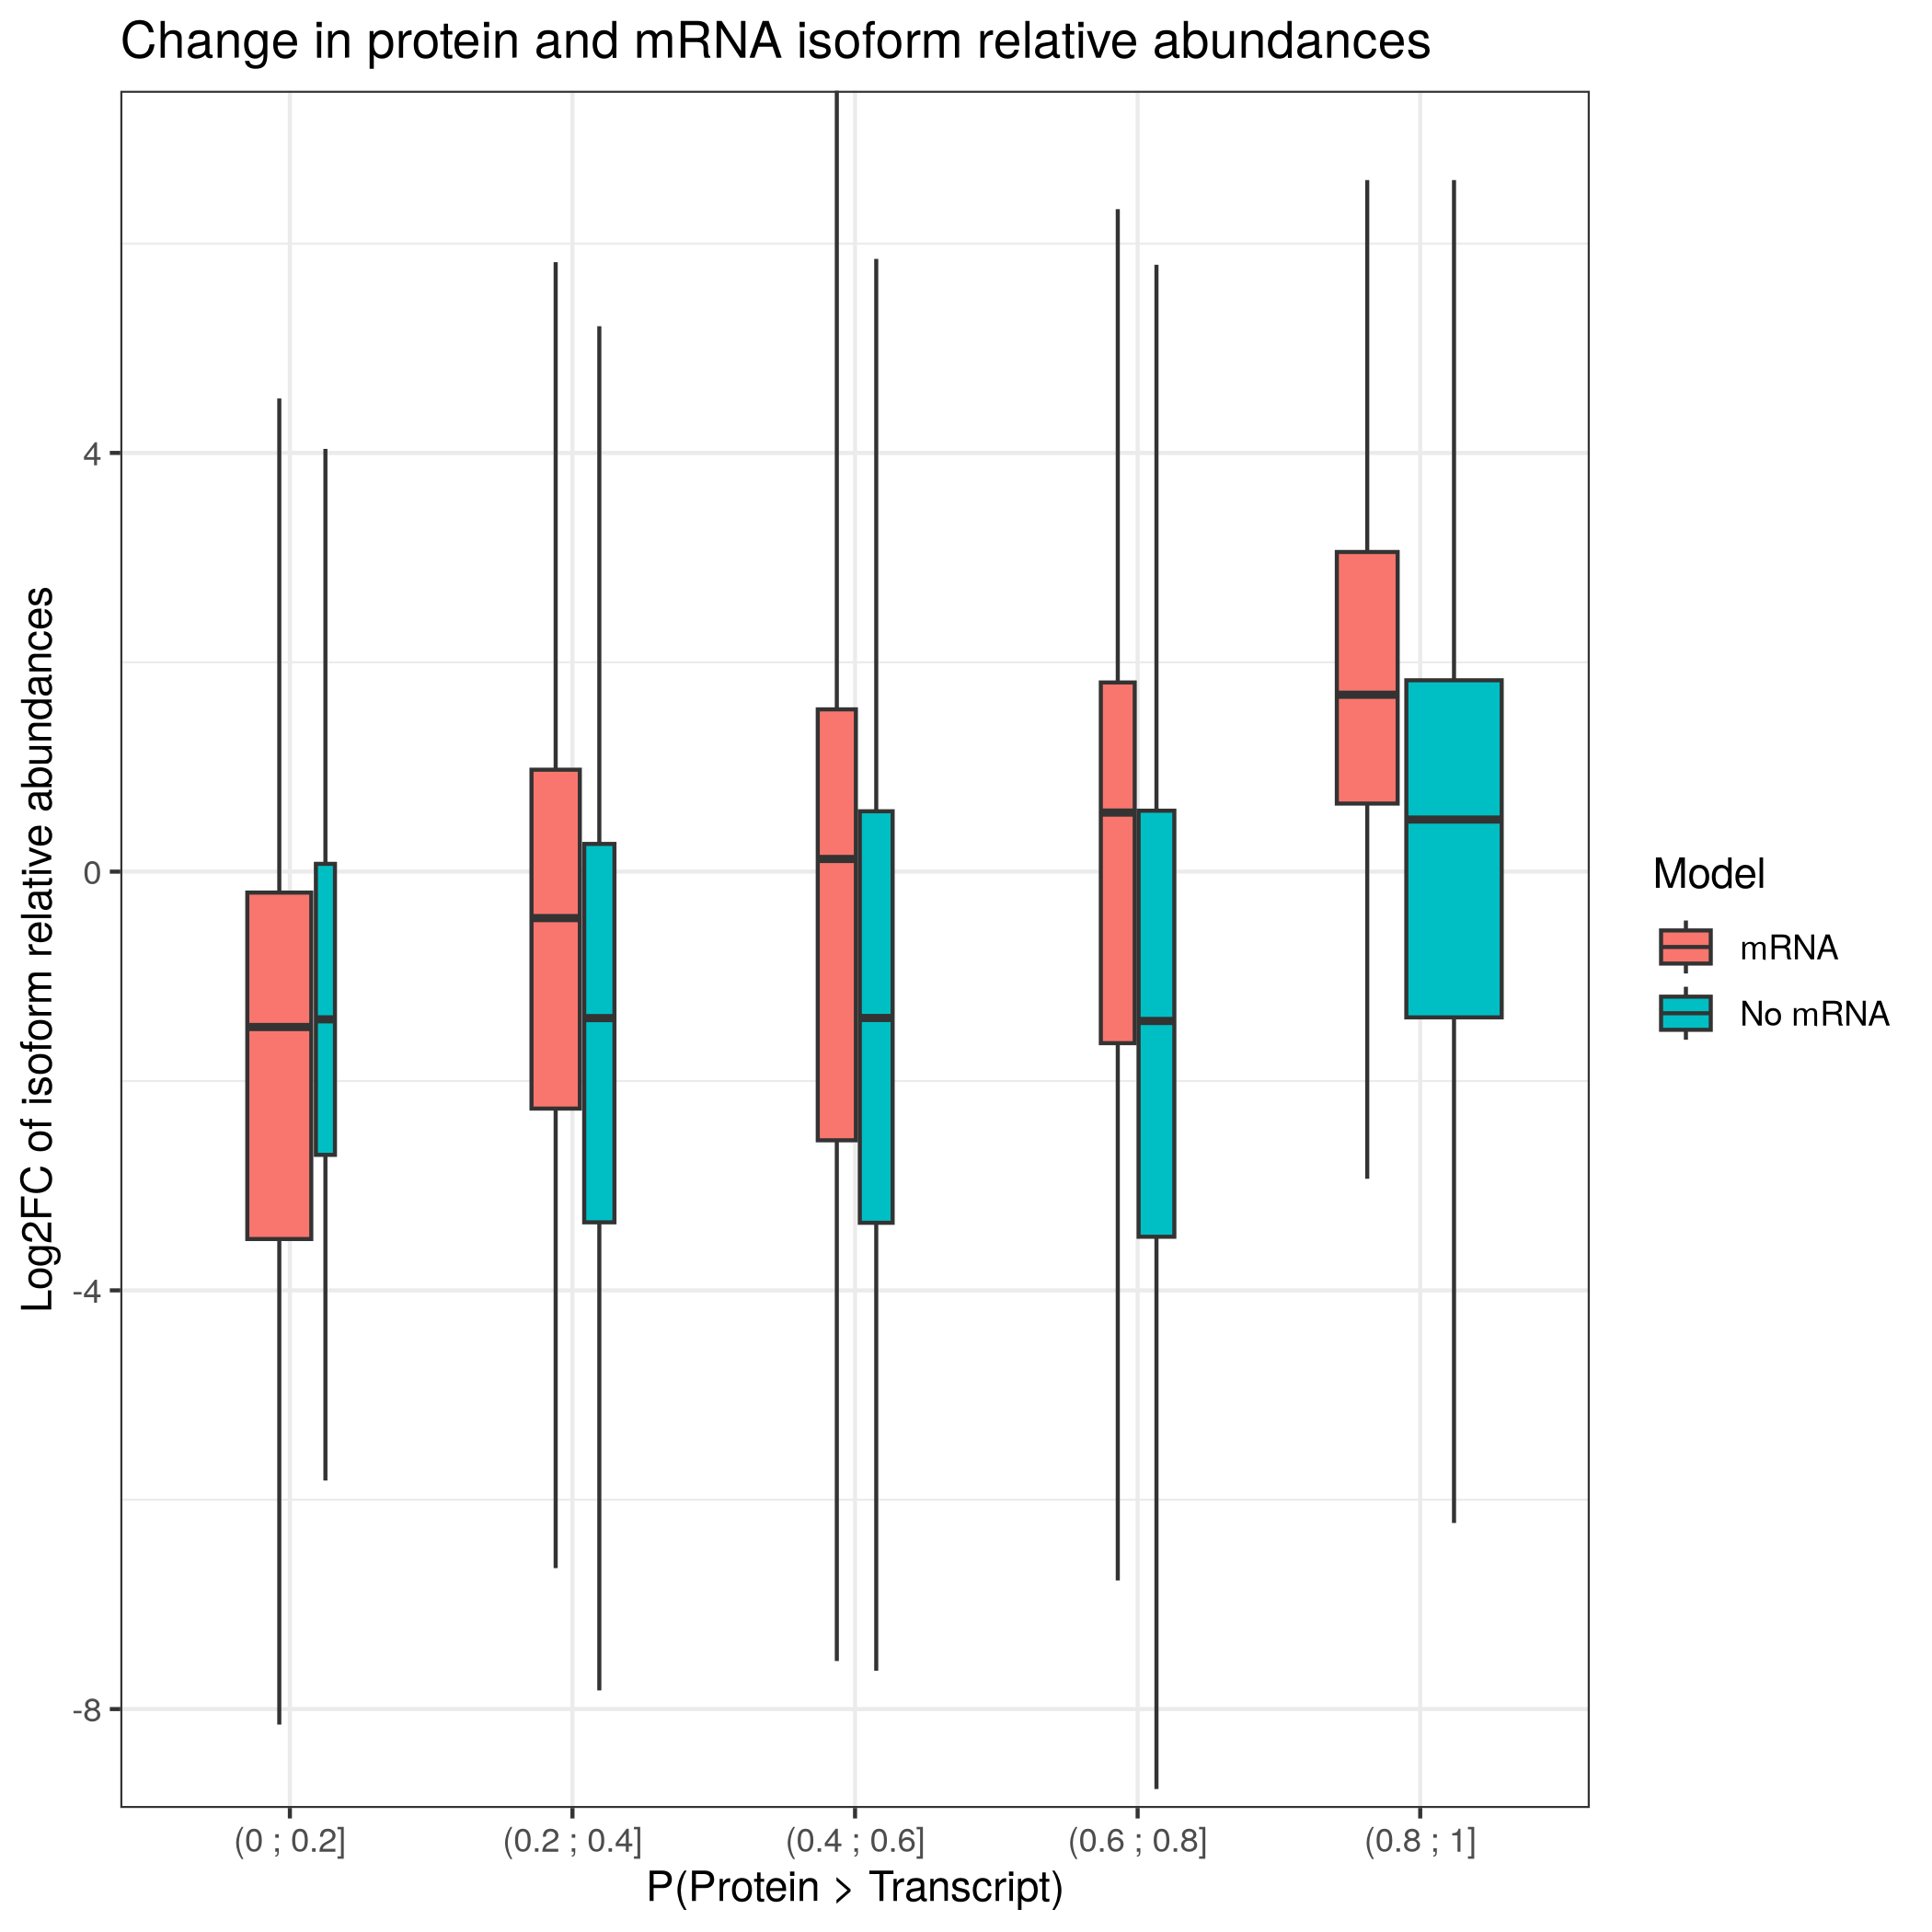 Change in protein and mRNA isoform relative abundances
Log2FC of isoform relative abundances
4
0
-4
-8
(0 ; 0.2]
(0.2 ; 0.4]
(0.4 ; 0.6]
(0.6 ; 0.8]
(0.8 ; 1]
P(Protein > Transcript)
Model
mRNA
No mRNA